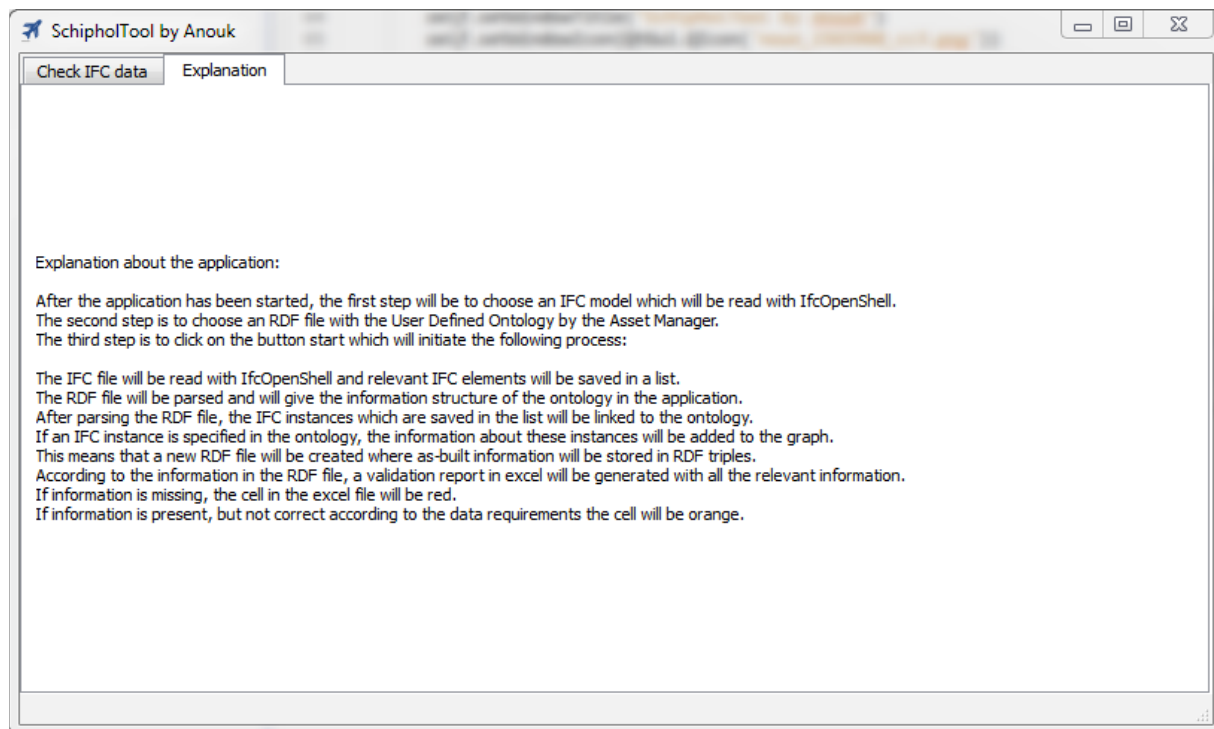 SchipholTool by Anouk
Check IFC data
Explanation
Explanation about the application:
After the application has been started, the first step will be to choose an IFC model which will be read with IfcOpenShell.
The second step is to choose an RDF file with the User Defined Ontology by the Asset Manager.
The third step is to click on the button start which will initiate the following process:
The IFC file will be read with IfcOpenShell and relevant IFC elements will be saved in a list.
The RDF file will be parsed and will give the information structure of the ontology in the application.
After parsing the RDF file, the IFC instances which are saved in the list will be linked to the ontology.
If an IFC instance is specified in the ontology, the information about these instances will be added to the graph.
This means that a new RDF file will be created where as-built information will be stored in RDF triples.
According to the information in the RDF file, a validation report in excel will be generated with all the relevant information.
If information is missing, the cell in the excel file will be red.
If information is present, but not correct according to the data requirements the cell will be orange.